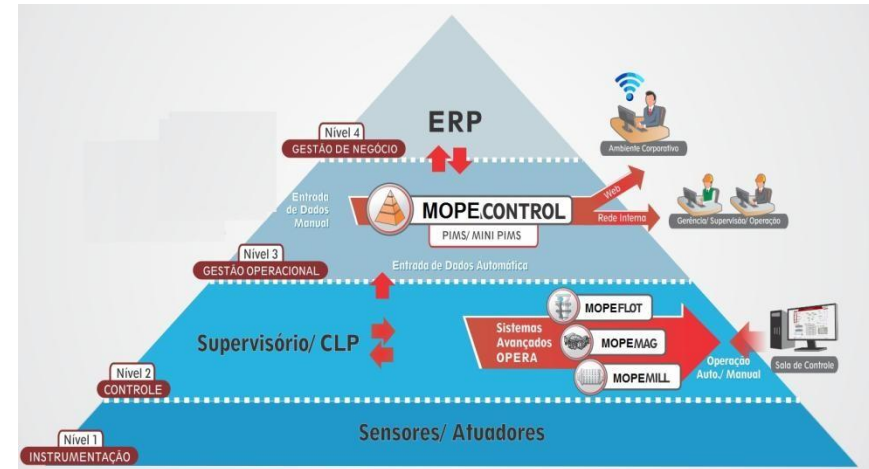 ERP
Nível 4
GESTÃO DE NEGÓCIO
Ambiente Corporativo
Entrada
de Dados
Manual
MOPE.CONTROL
PIMS/ MINI PIMS
Web
Rede Interna
Gerência/ Supervisão/ Operação
Nível 3
GESTÃO OPERACIONAL
Entrada de Dados Automática
Supervisório/ CLP
Sistemas
Avançados
OPERA
MOPEFLOT
MOPEMAG
MOPEMILL
Operação
Auto./ Manual
Sala de Controle
Nível 2
CONTROLE
Sensores/ Atuadores
Nível 1
INSTRUMENTAÇÃO